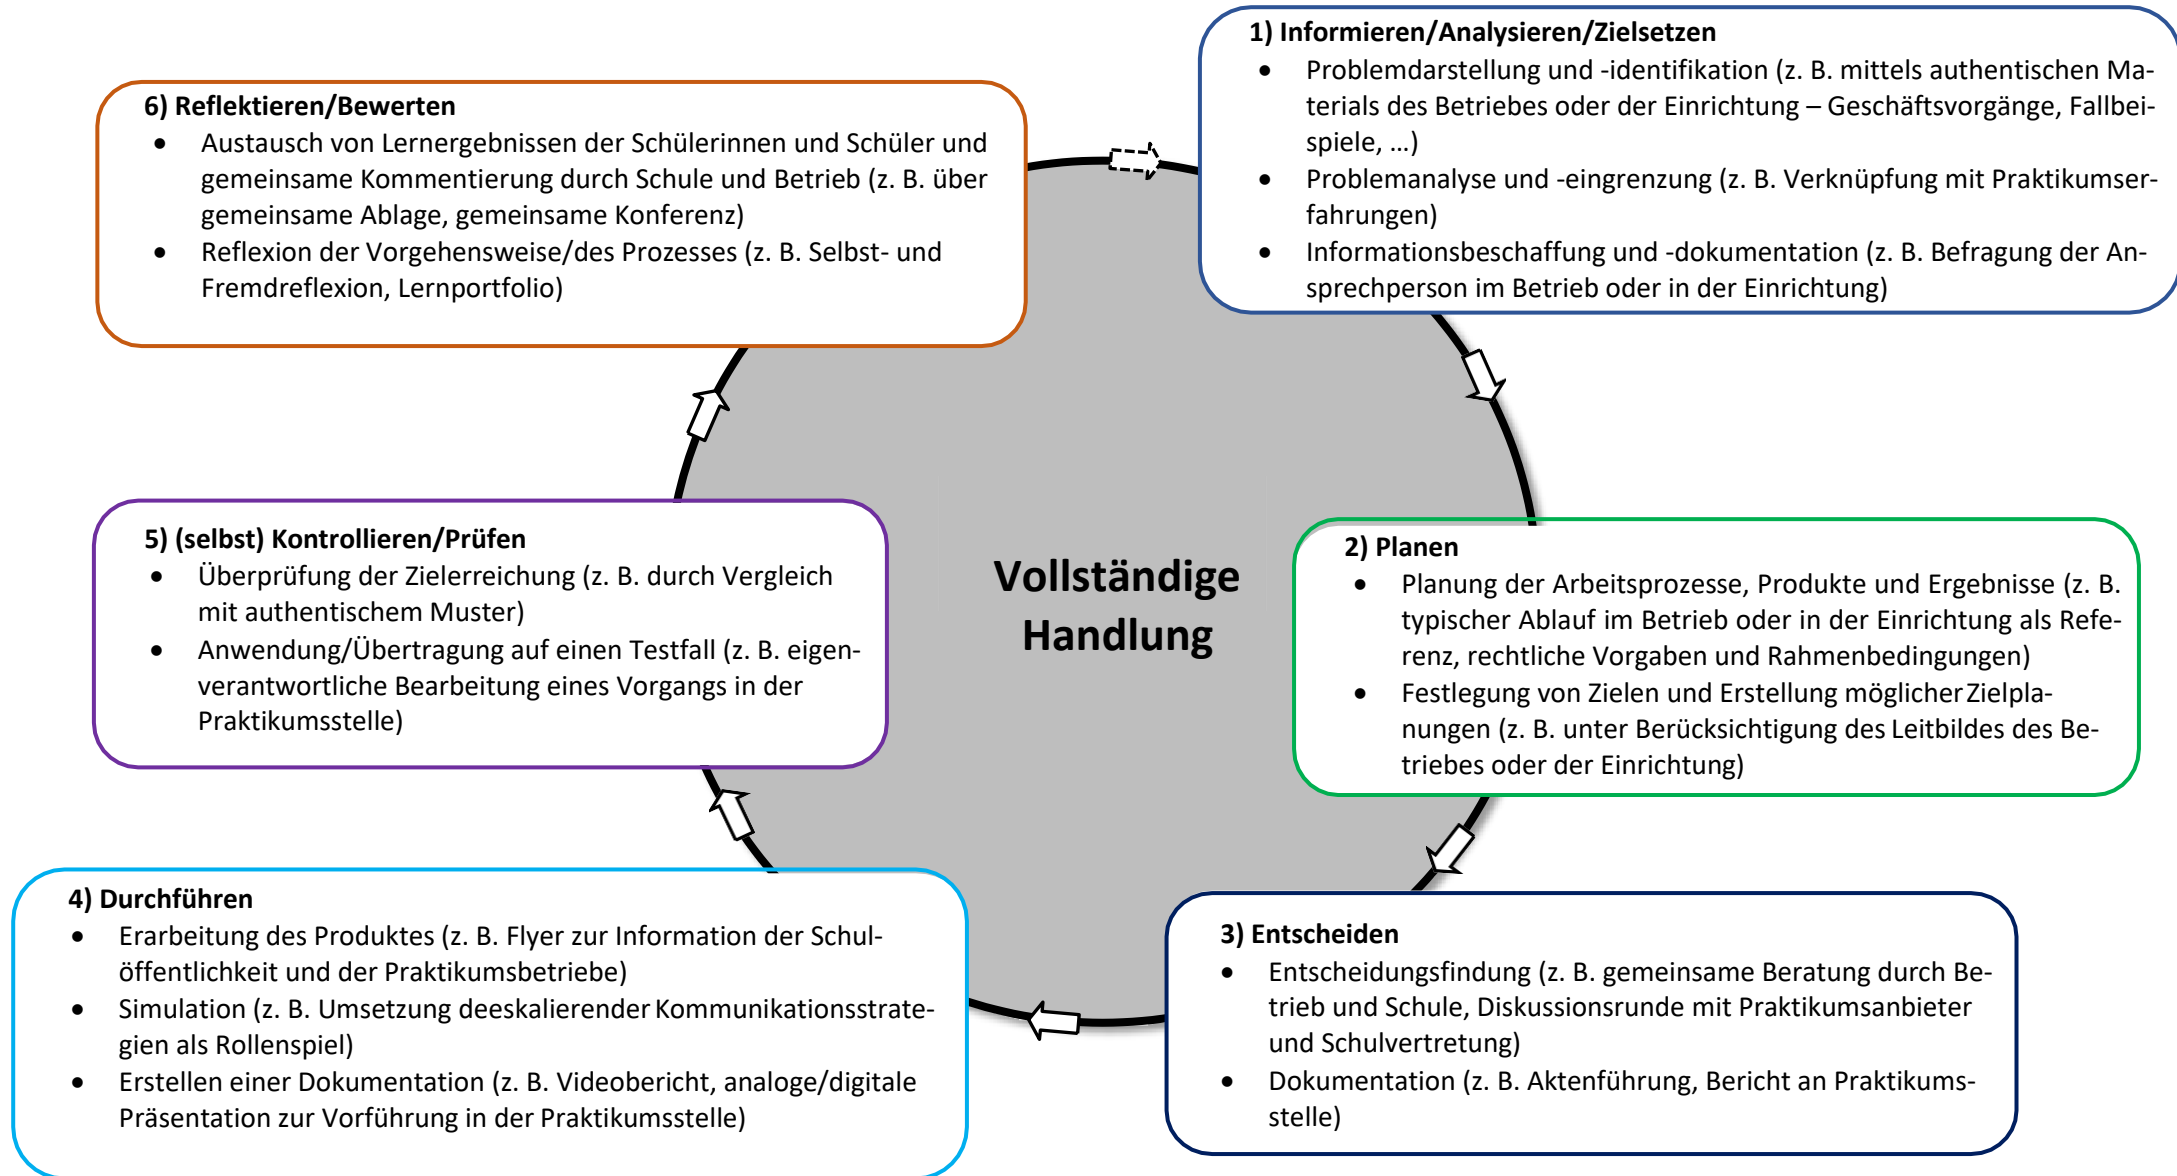 1) Informieren/Analysieren/Zielsetzen
• Problemdarstellung und -identifikation (z. B. mittels authentischen Ma-
terials des Betriebes oder der Einrichtung – Geschäftsvorgänge, Fallbei-
spiele, …)
• Problemanalyse und -eingrenzung (z. B. Verknüpfung mit Praktikumser-
fahrungen)
• Informationsbeschaffung und -dokumentation (z. B. Befragung der An-
sprechperson im Betrieb oder in der Einrichtung)
2) Planen
• Planung der Arbeitsprozesse, Produkte und Ergebnisse (z. B.
typischer Ablauf im Betrieb oder in der Einrichtung als Refe-
renz, rechtliche Vorgaben und Rahmenbedingungen)
• Festlegung von Zielen und Erstellung möglicher Zielpla-
nungen (z. B. unter Berücksichtigung des Leitbildes des Be-
triebes oder der Einrichtung)
3) Entscheiden
• Entscheidungsfindung (z. B. gemeinsame Beratung durch Be-
trieb und Schule, Diskussionsrunde mit Praktikumsanbieter
und Schulvertretung)
• Dokumentation (z. B. Aktenführung, Bericht an Praktikums-
stelle)
4) Durchführen
• Erarbeitung des Produktes (z. B. Flyer zur Information der Schul-
öffentlichkeit und der Praktikumsbetriebe)
• Simulation (z. B. Umsetzung deeskalierender Kommunikationsstrate-
gien als Rollenspiel)
• Erstellen einer Dokumentation (z. B. Videobericht, analoge/digitale
Präsentation zur Vorführung in der Praktikumsstelle)
5) (selbst) Kontrollieren/Prüfen
• Überprüfung der Zielerreichung (z. B. durch Vergleich
mit authentischem Muster)
• Anwendung/Übertragung auf einen Testfall (z. B. eigen-
verantwortliche Bearbeitung eines Vorgangs in der
Praktikumsstelle)
6) Reflektieren/Bewerten
• Austausch von Lernergebnissen der Schülerinnen und Schüler und
gemeinsame Kommentierung durch Schule und Betrieb (z. B. über
gemeinsame Ablage, gemeinsame Konferenz)
• Reflexion der Vorgehensweise/des Prozesses (z. B. Selbst- und
Fremdreflexion, Lernportfolio)
Vollständige
Handlung